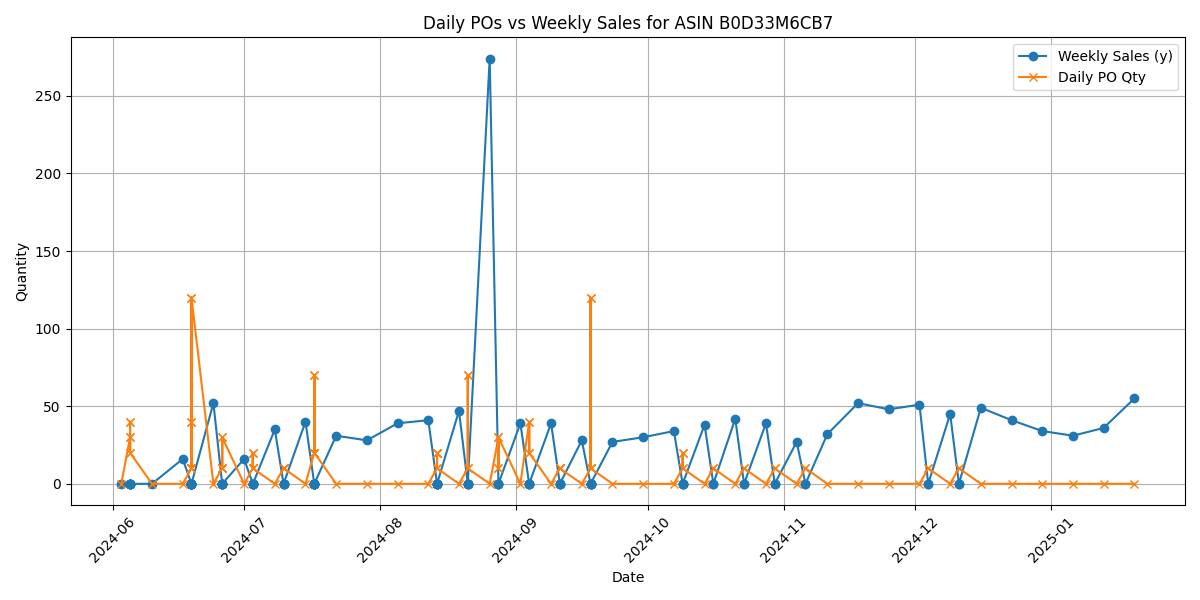 Daily POs vs Weekly Sales for ASIN B0D33M6CB7
Weekly Sales (y)
Daily PO Qty
Quantity
250
200
150
100
50
0
2024-06
2024-07
2024-08
2024-09
2024-10
2024-11
2024-12
2025-01
Date